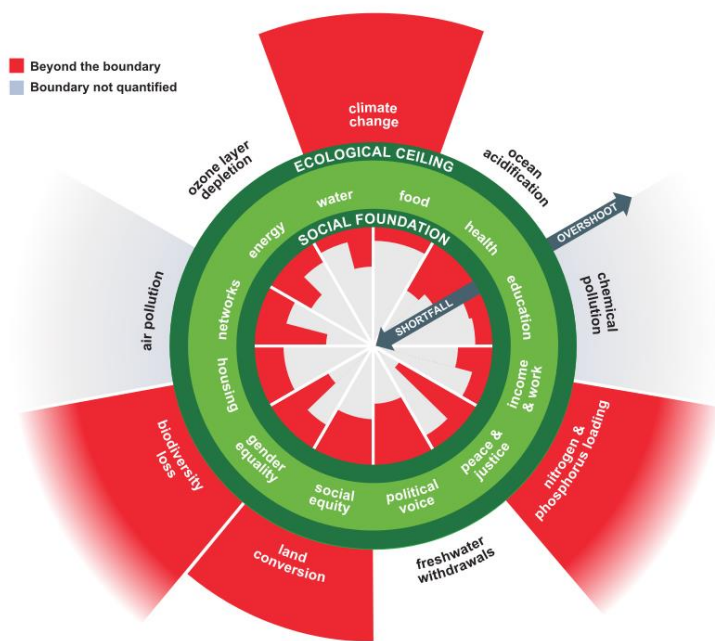 Beyond the boundary
Boundary not quantified
climate
change
ECOLOGICAL CEILING
ozone layer
depletion
ocean
acidification
water
food
energy
health
SOCIAL FOUNDATION
OVERSHOOT
SHORTFALL
networks
education
air pollution
chemical
pollution
housing
income
& work
gender
equality
peace &
justice
social
equity
political
voice
biodiversity
loss
nitrogen &
phosphorus loading
land
conversion
freshwater
withdrawals